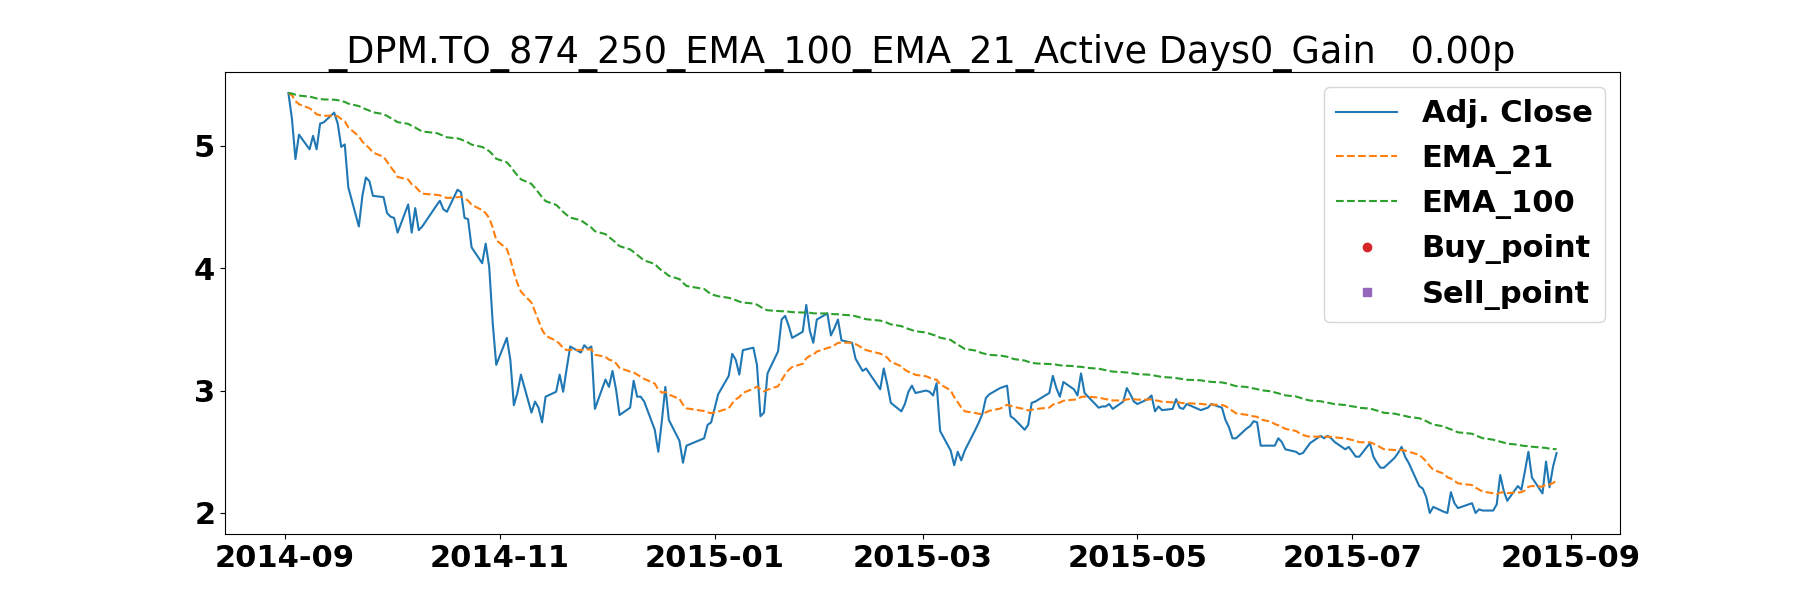 _DPM.TO_874_250_EMA_100_EMA_21_Active Days0_Gain   0.00p
Adj. Close
EMA_21
EMA_100
Buy_point
Sell_point
5
4
3
2
2014-09 2014-11 2015-01 2015-03 2015-05 2015-07 2015-09